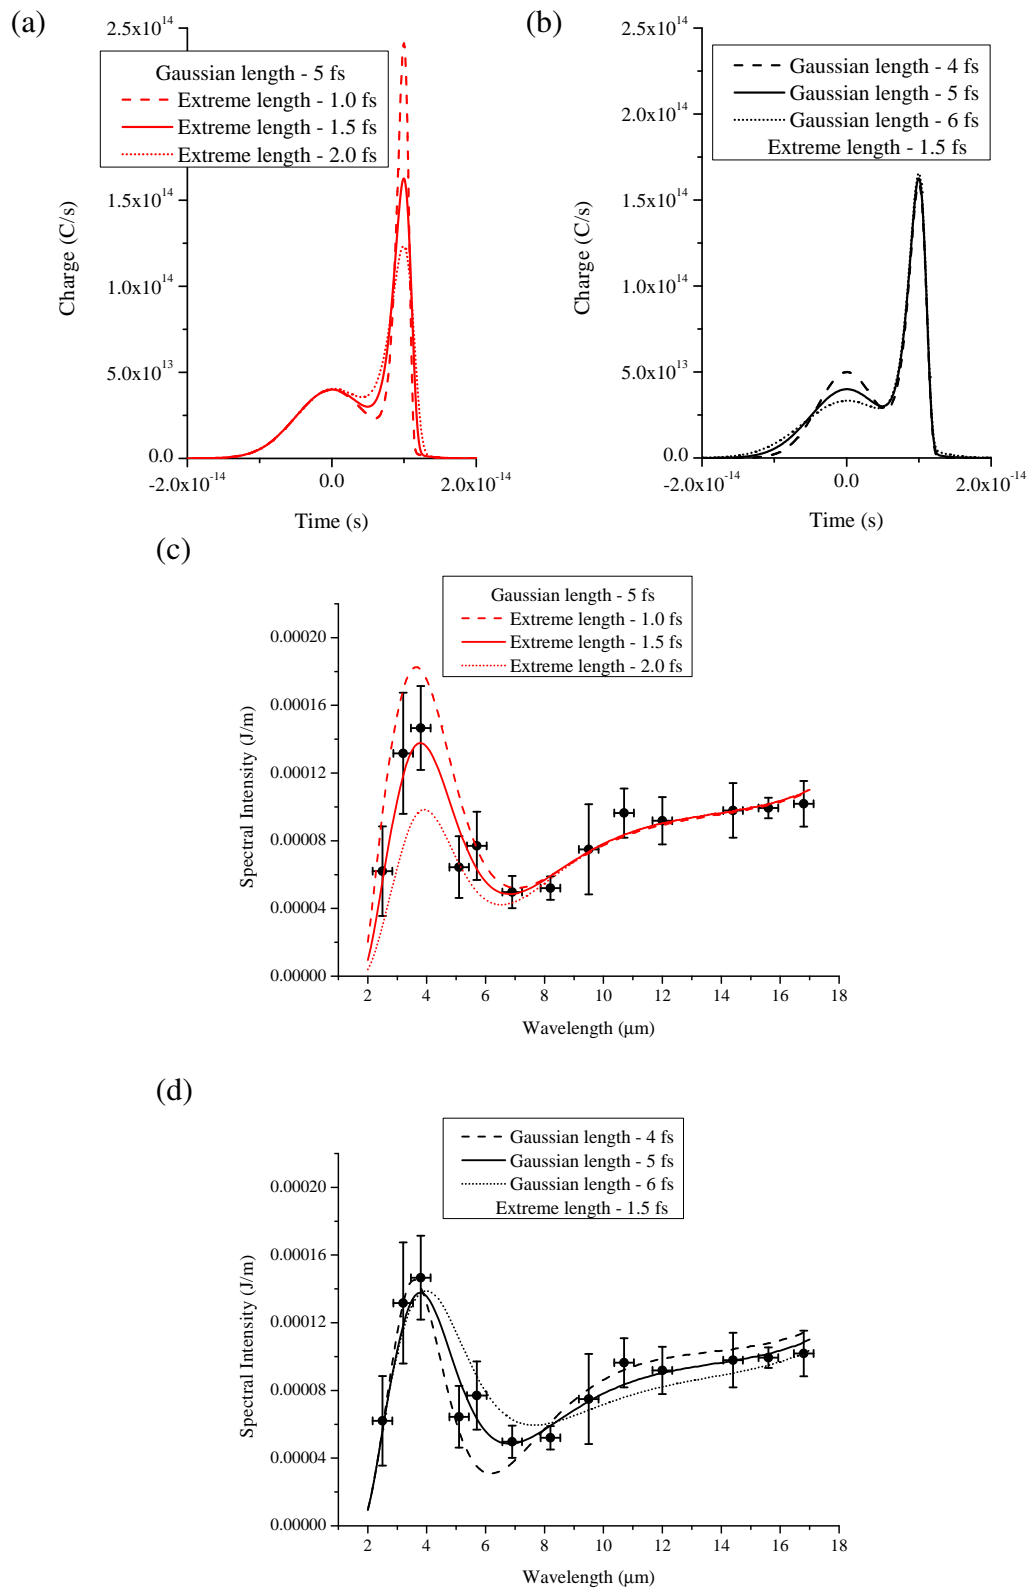 (a)
2.5x10^14
Gaussian length - 5 fs
Extreme length - 1.0 fs
Extreme length - 1.5 fs
Extreme length - 2.0 fs
1.5x10^14
1.0x10^14
5.0x10^13
0.0
Charge (C/s)
-2.0x10^-14 0.0 2.0x10^-14
Time (s)
(b)
2.5x10^14
Gaussian length - 4 fs
Gaussian length - 5 fs
Gaussian length - 6 fs
Extreme length - 1.5 fs
2.0x10^14
1.5x10^14
1.0x10^14
5.0x10^13
0.0
Charge (C/s)
-2.0x10^-14 0.0 2.0x10^-14
Time (s)
(c)
Gaussian length - 5 fs
Extreme length - 1.0 fs
Extreme length - 1.5 fs
Extreme length - 2.0 fs
0.00020
0.00016
0.00012
0.00008
0.00004
0.00000
Spectral Intensity (J/m)
2 4 6 8 10 12 14 16 18
Wavelength (μm)
(d)
Gaussian length - 4 fs
Gaussian length - 5 fs
Gaussian length - 6 fs
Extreme length - 1.5 fs
0.00020
0.00016
0.00012
0.00008
0.00004
0.00000
Spectral Intensity (J/m)
2 4 6 8 10 12 14 16 18
Wavelength (μm)